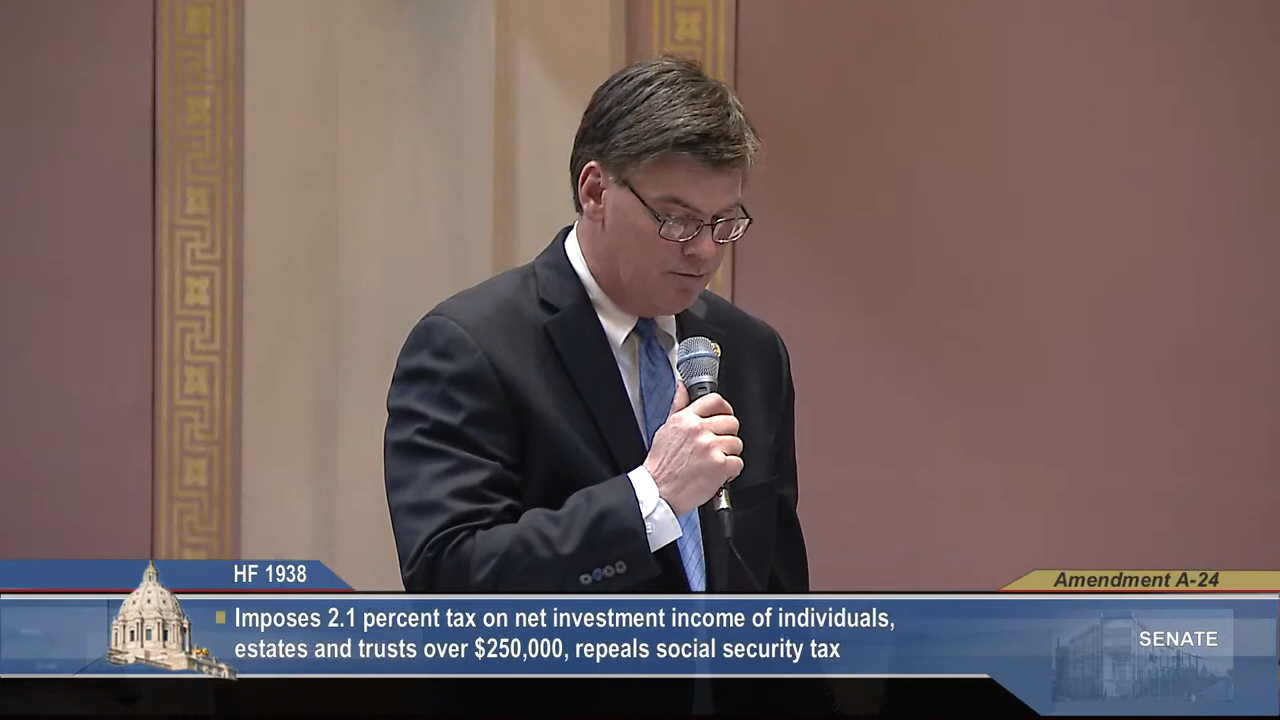 HF 1938
Amendment A-24
Imposes 2.1 percent tax on net investment income of individuals,
estates and trusts over $250,000, repeals social security tax
SENATE